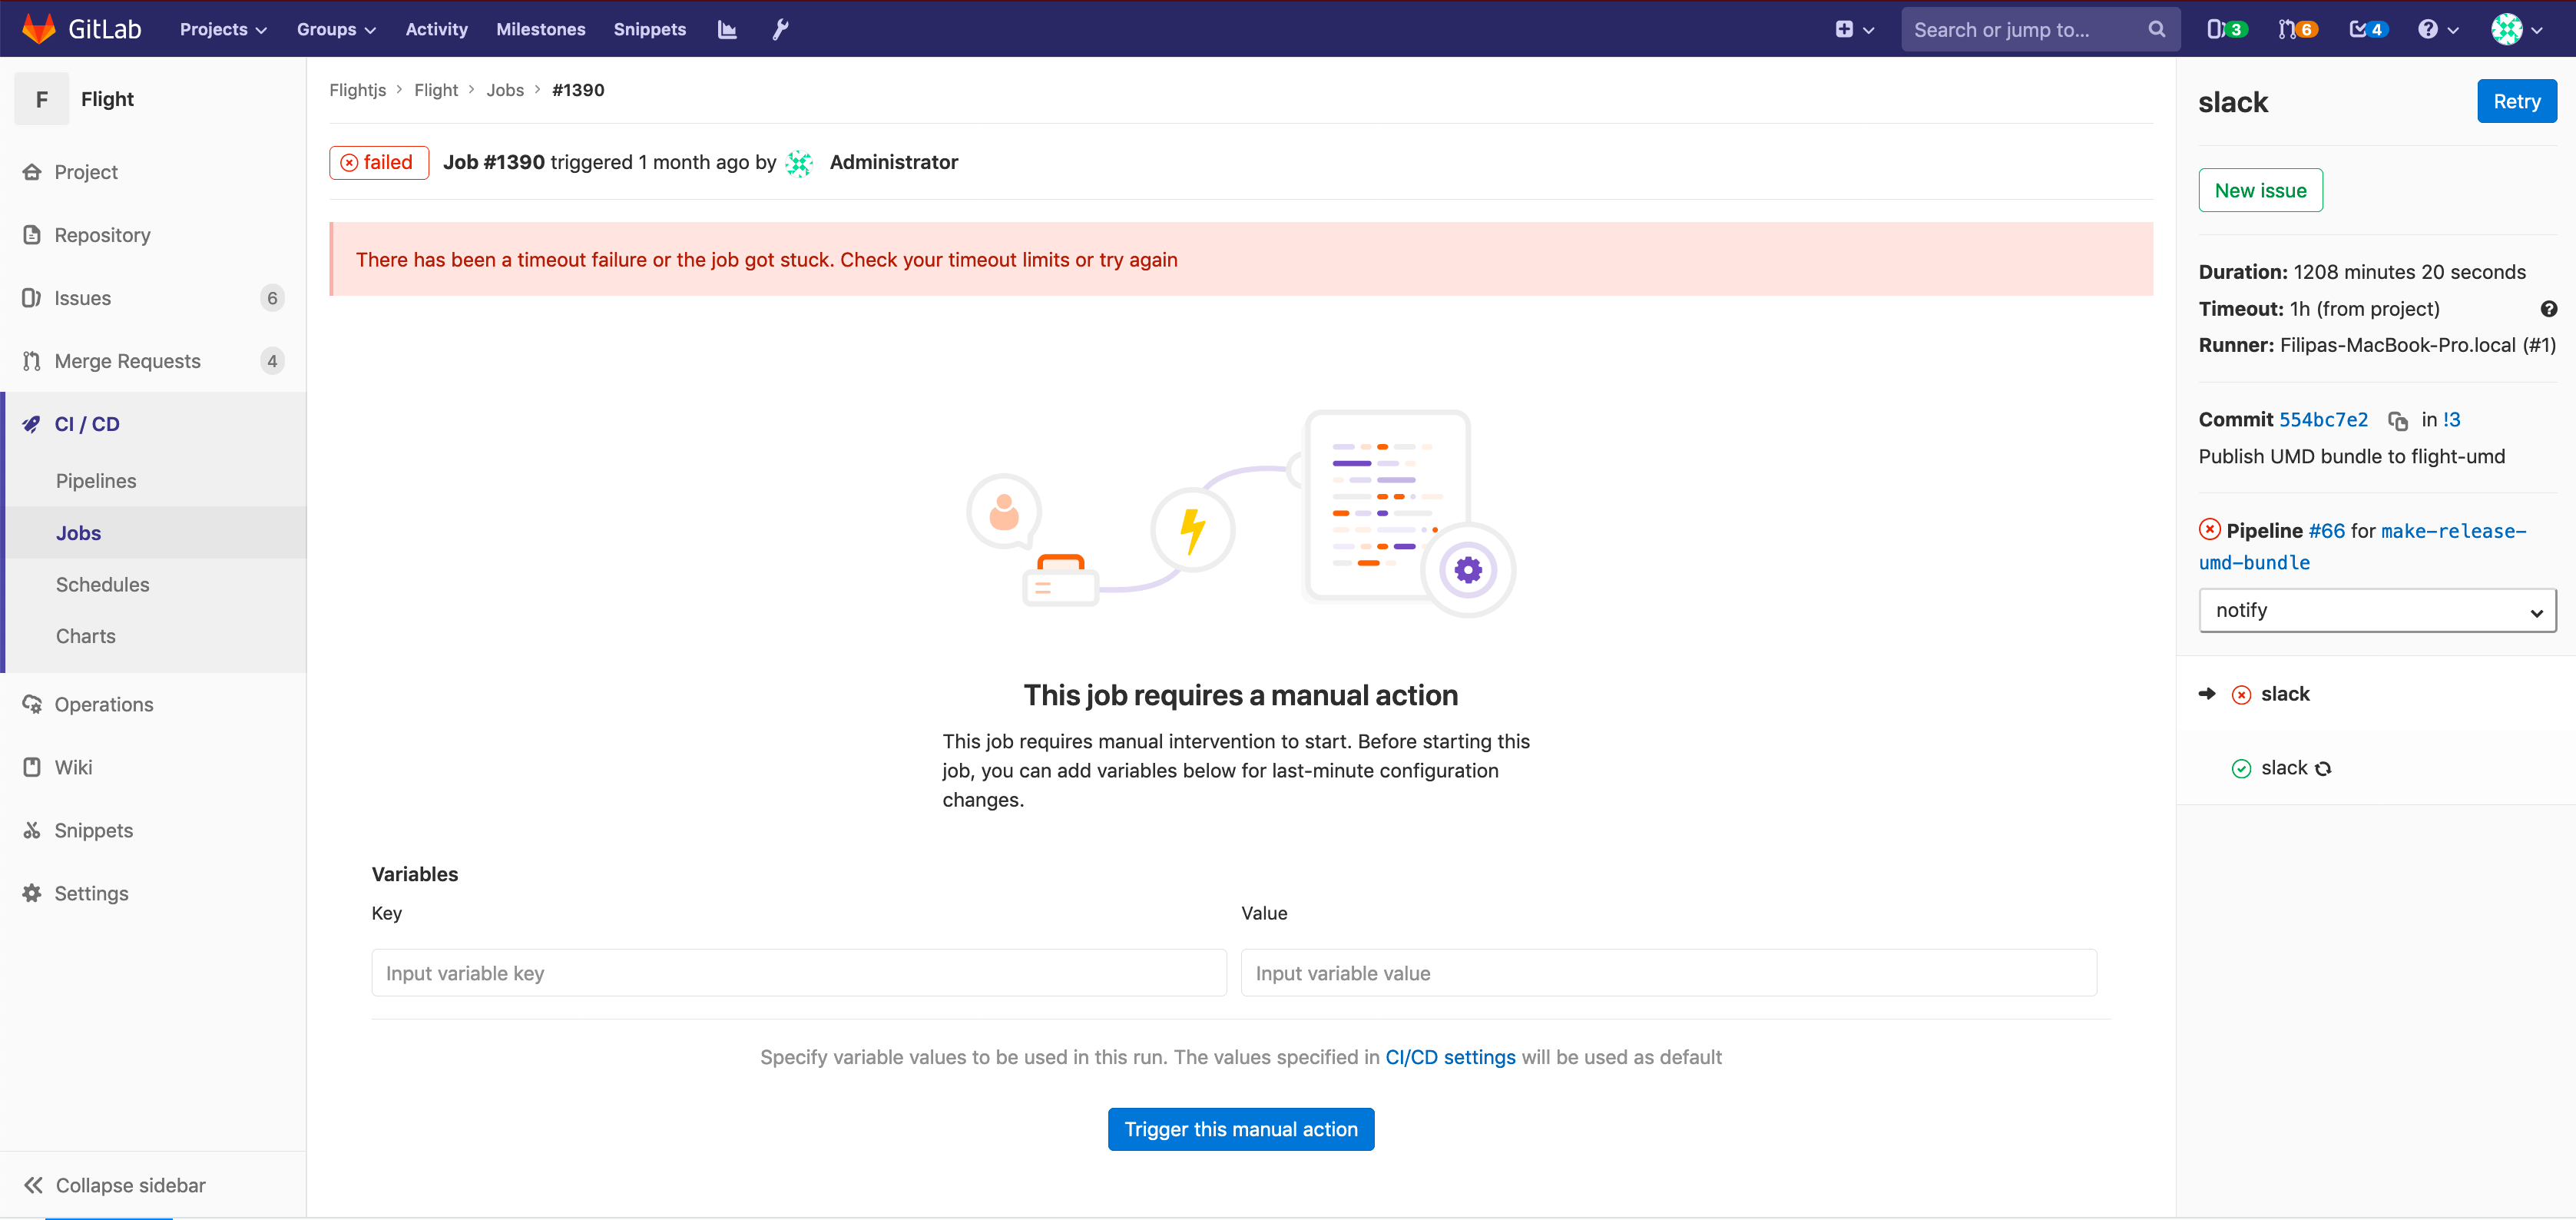 GitLab Projects Groups Activity Milestones Snippets Search or jump to... 3 6 4
F Flight
Project
Repository
Issues 6
Merge Requests 4
CI / CD
Pipelines
Jobs
Schedules
Charts
Operations
Wiki
Snippets
Settings
Collapse sidebar
Flightjs > Flight > Jobs > #1390
failed Job #1390 triggered 1 month ago by Administrator
There has been a timeout failure or the job got stuck. Check your timeout limits or try again
This job requires a manual action
This job requires manual intervention to start. Before starting this
job, you can add variables below for last-minute configuration
changes.
Variables
Key Value
Input variable key Input variable value
Specify variable values to be used in this run. The values specified in CI/CD settings will be used as default
Trigger this manual action
slack Retry
New issue
Duration: 1208 minutes 20 seconds
Timeout: 1h (from project)
Runner: Filipas-MacBook-Pro.local (#1)
Commit 554bc7e2 in !3
Publish UMD bundle to flight-umd
Pipeline #66 for make-release-
umd-bundle
notify
slack
slack